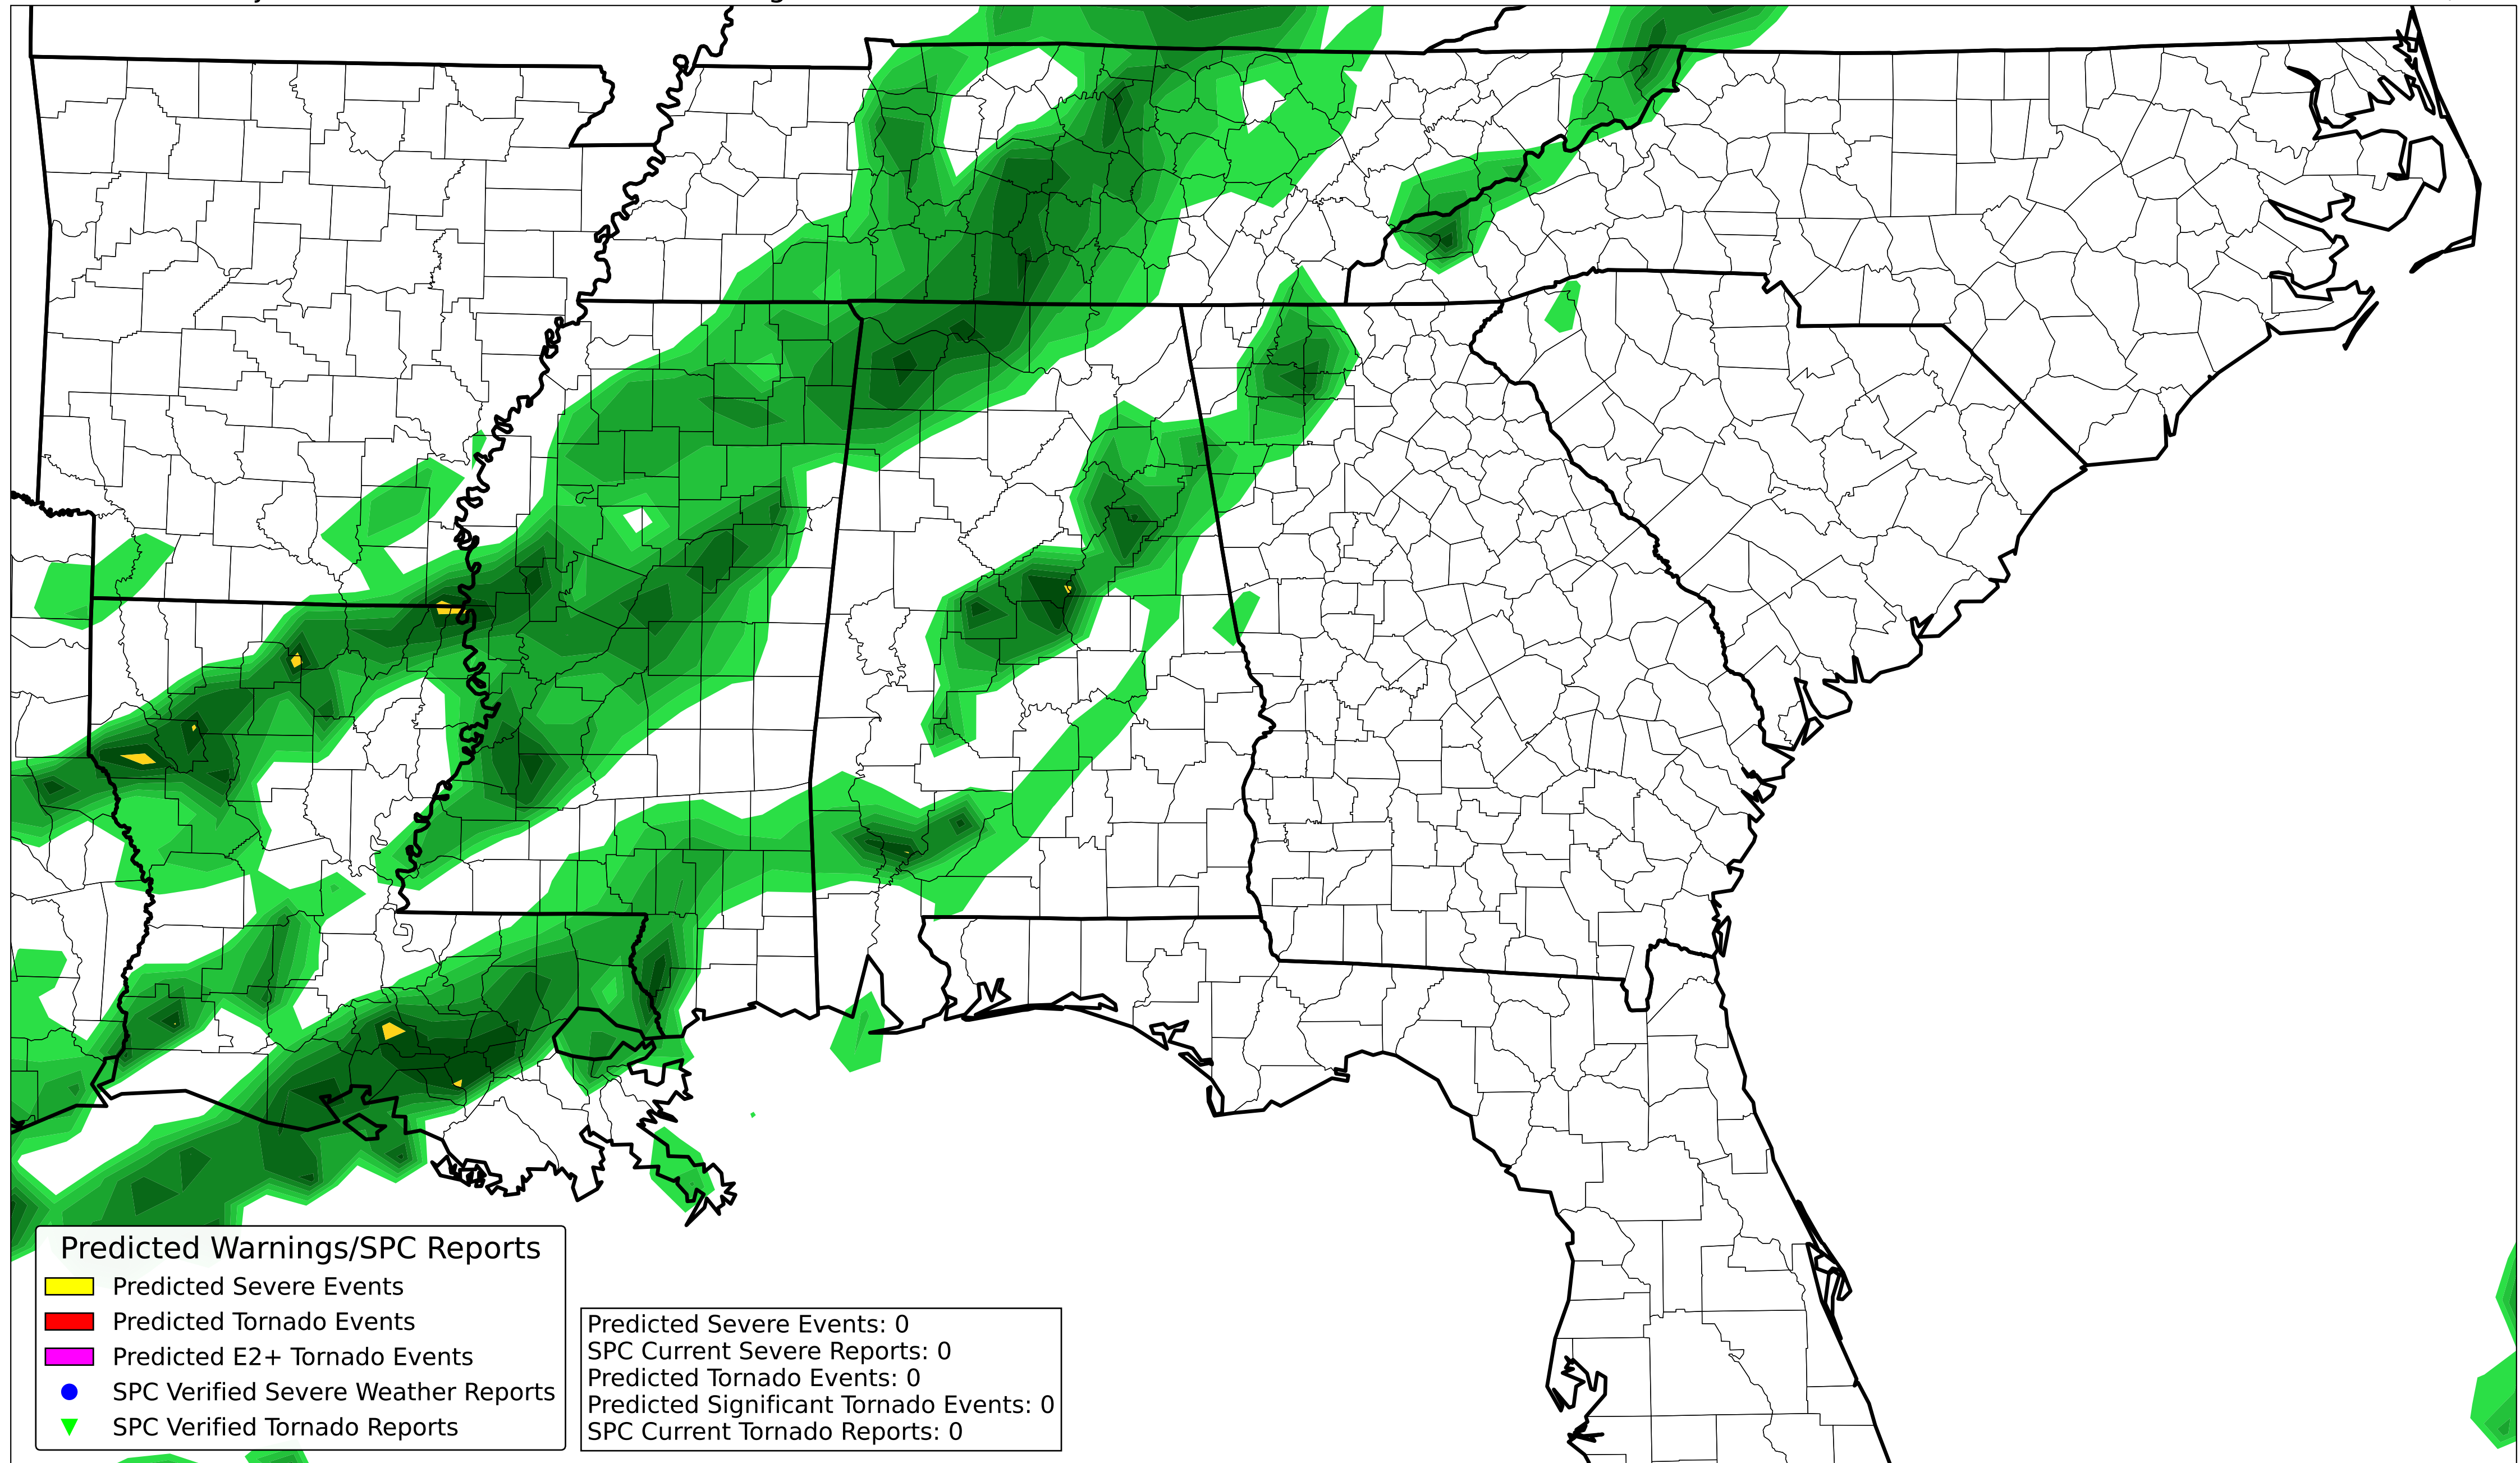 Predicted Warnings/SPC Reports
Predicted Severe Events
Predicted Tornado Events
Predicted E2+ Tornado Events
SPC Verified Severe Weather Reports
SPC Verified Tornado Reports
Predicted Severe Events: 0
SPC Current Severe Reports: 0
Predicted Tornado Events: 0
Predicted Significant Tornado Events: 0
SPC Current Tornado Reports: 0